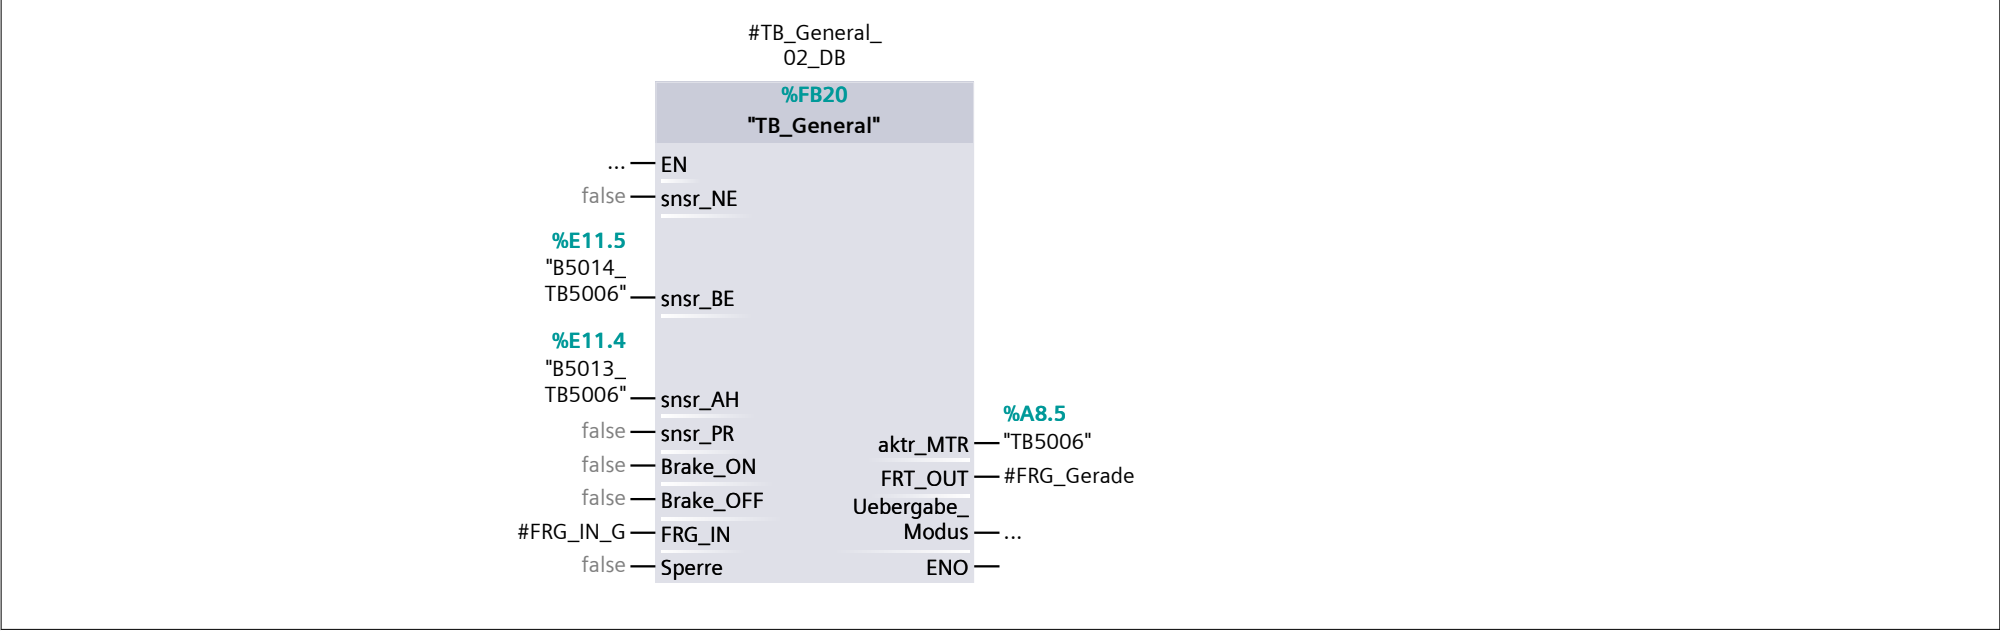 #TB_General_
02_DB
%FB20
"TB_General"
... EN
false snsr_NE
%E11.5
"B5014_
TB5006" snsr_BE
%E11.4
"B5013_
TB5006" snsr_AH
%A8.5
false snsr_PR
aktr_MTR "TB5006"
false Brake_ON
FRT_OUT #FRG_Gerade
false Brake_OFF
Uebergabe_
#FRG_IN_G FRG_IN Modus ...
false Sperre ENO